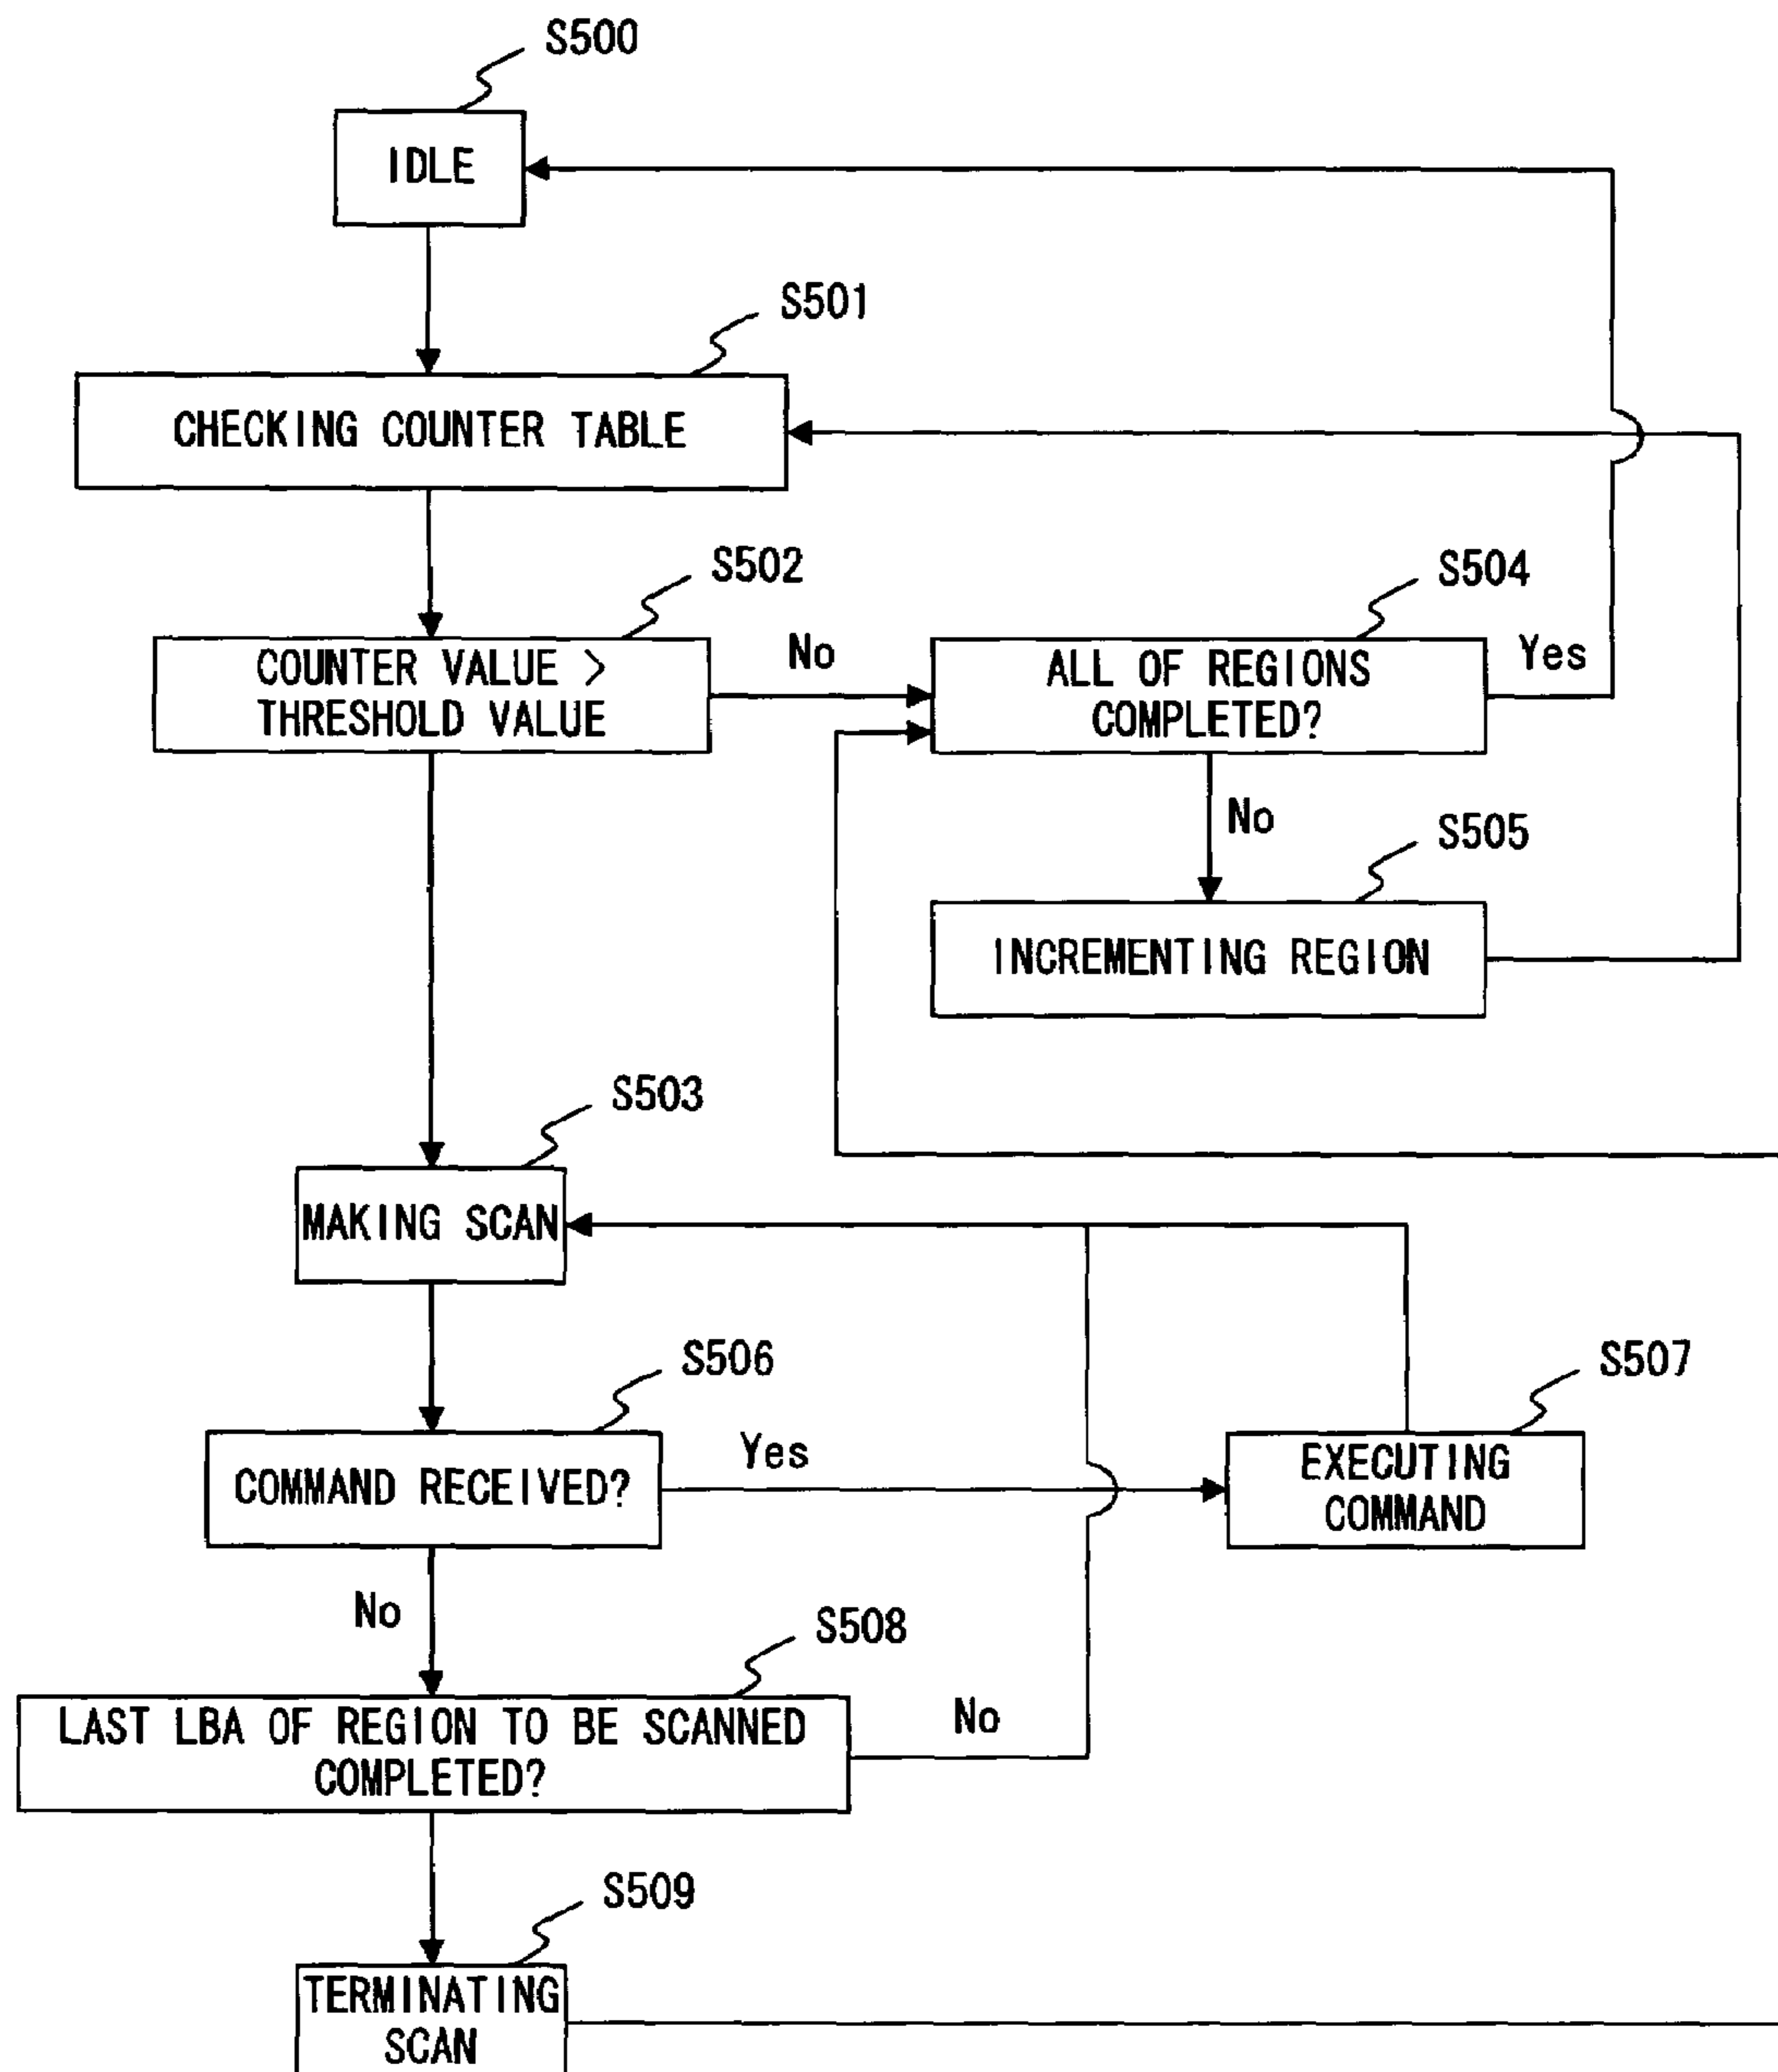 S500
IDLE
S501
CHECKING COUNTER TABLE
S502
COUNTER VALUE >
THRESHOLD VALUE
No
S504
ALL OF REGIONS
COMPLETED?
Yes
No
S505
INCREMENTING REGION
S503
MAKING SCAN
S506
COMMAND RECEIVED?
Yes
S507
EXECUTING
COMMAND
No
S508
LAST LBA OF REGION TO BE SCANNED
COMPLETED?
No
S509
TERMINATING
SCAN